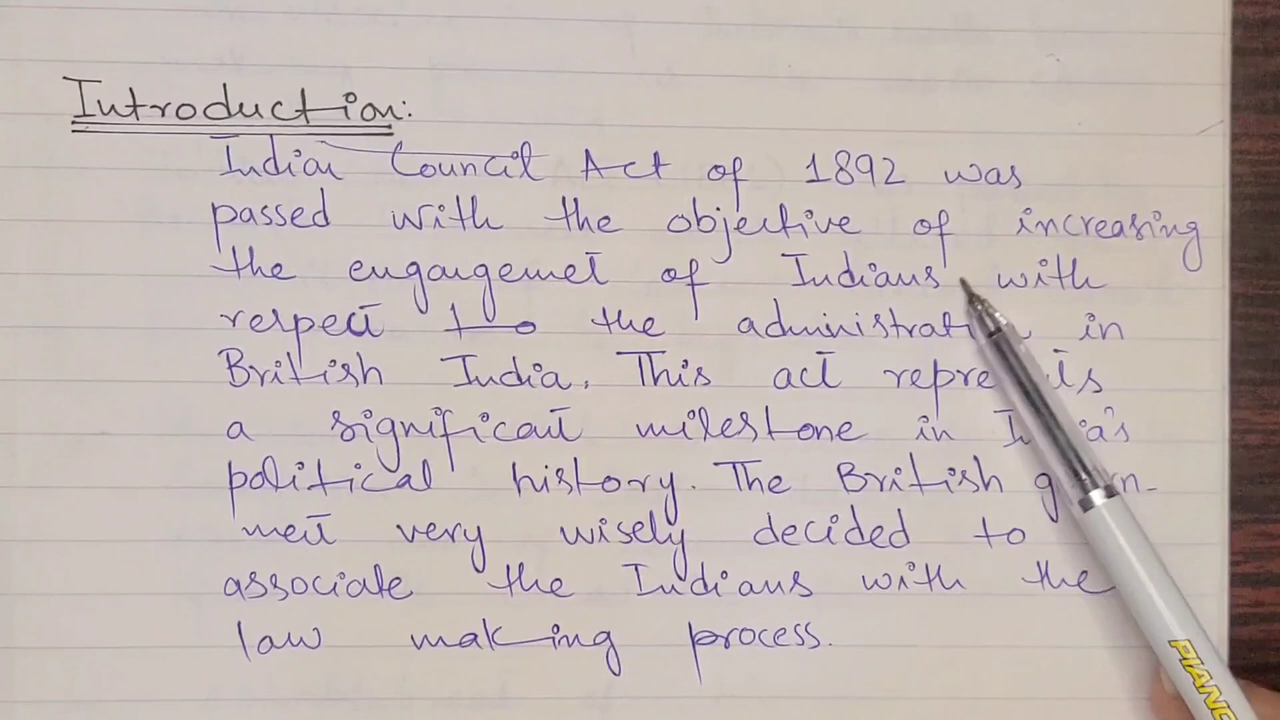 Introduction:
Indian Council Act of 1892 was
passed with the objective of increasing
the engaugemet of Indians with
respect to the in
British India. This act
a significant milestone in
political history. The British
ment very wisely decided to
associate the Indians with the
law making process.
PIANO